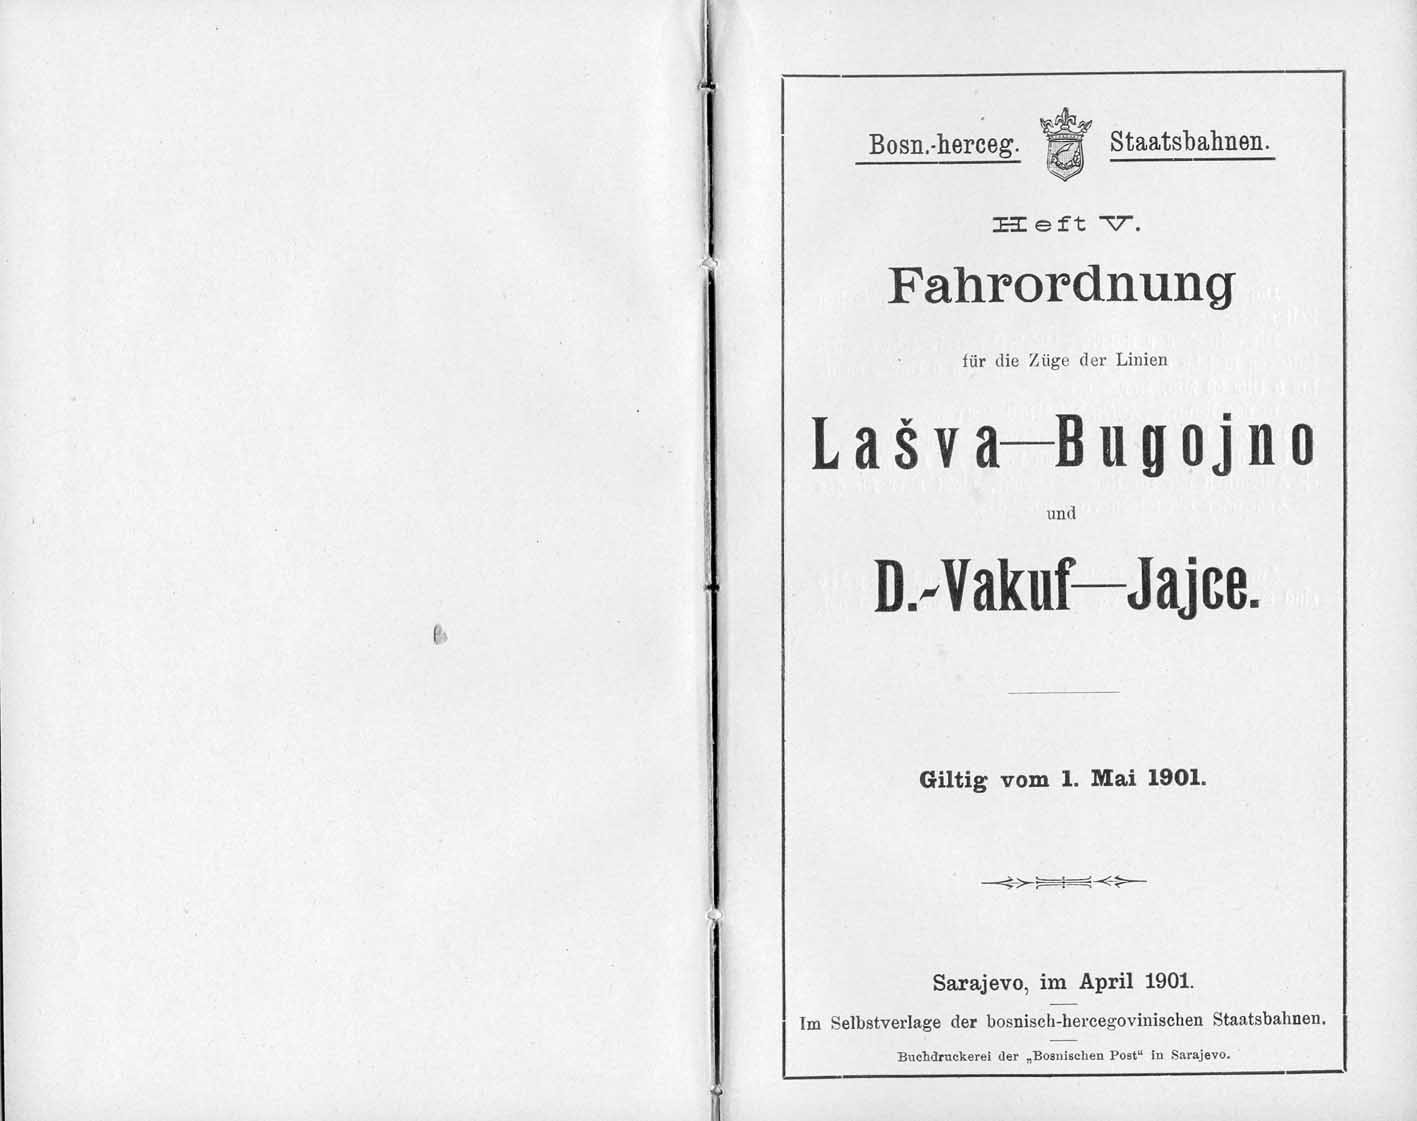 Bosn.-herceg. Staatsbahnen.
Heft V.
Fahrordnung
für die Züge der Linien
Lašva—Bugojno
und
D.-Vakuf—Jajce.
Giltig vom 1. Mai 1901.
Sarajevo, im April 1901.
Im Selbstverlage der bosnisch-hercegovinischen Staatsbahnen.
Buchdruckerei der „Bosnischen Post“ in Sarajevo.